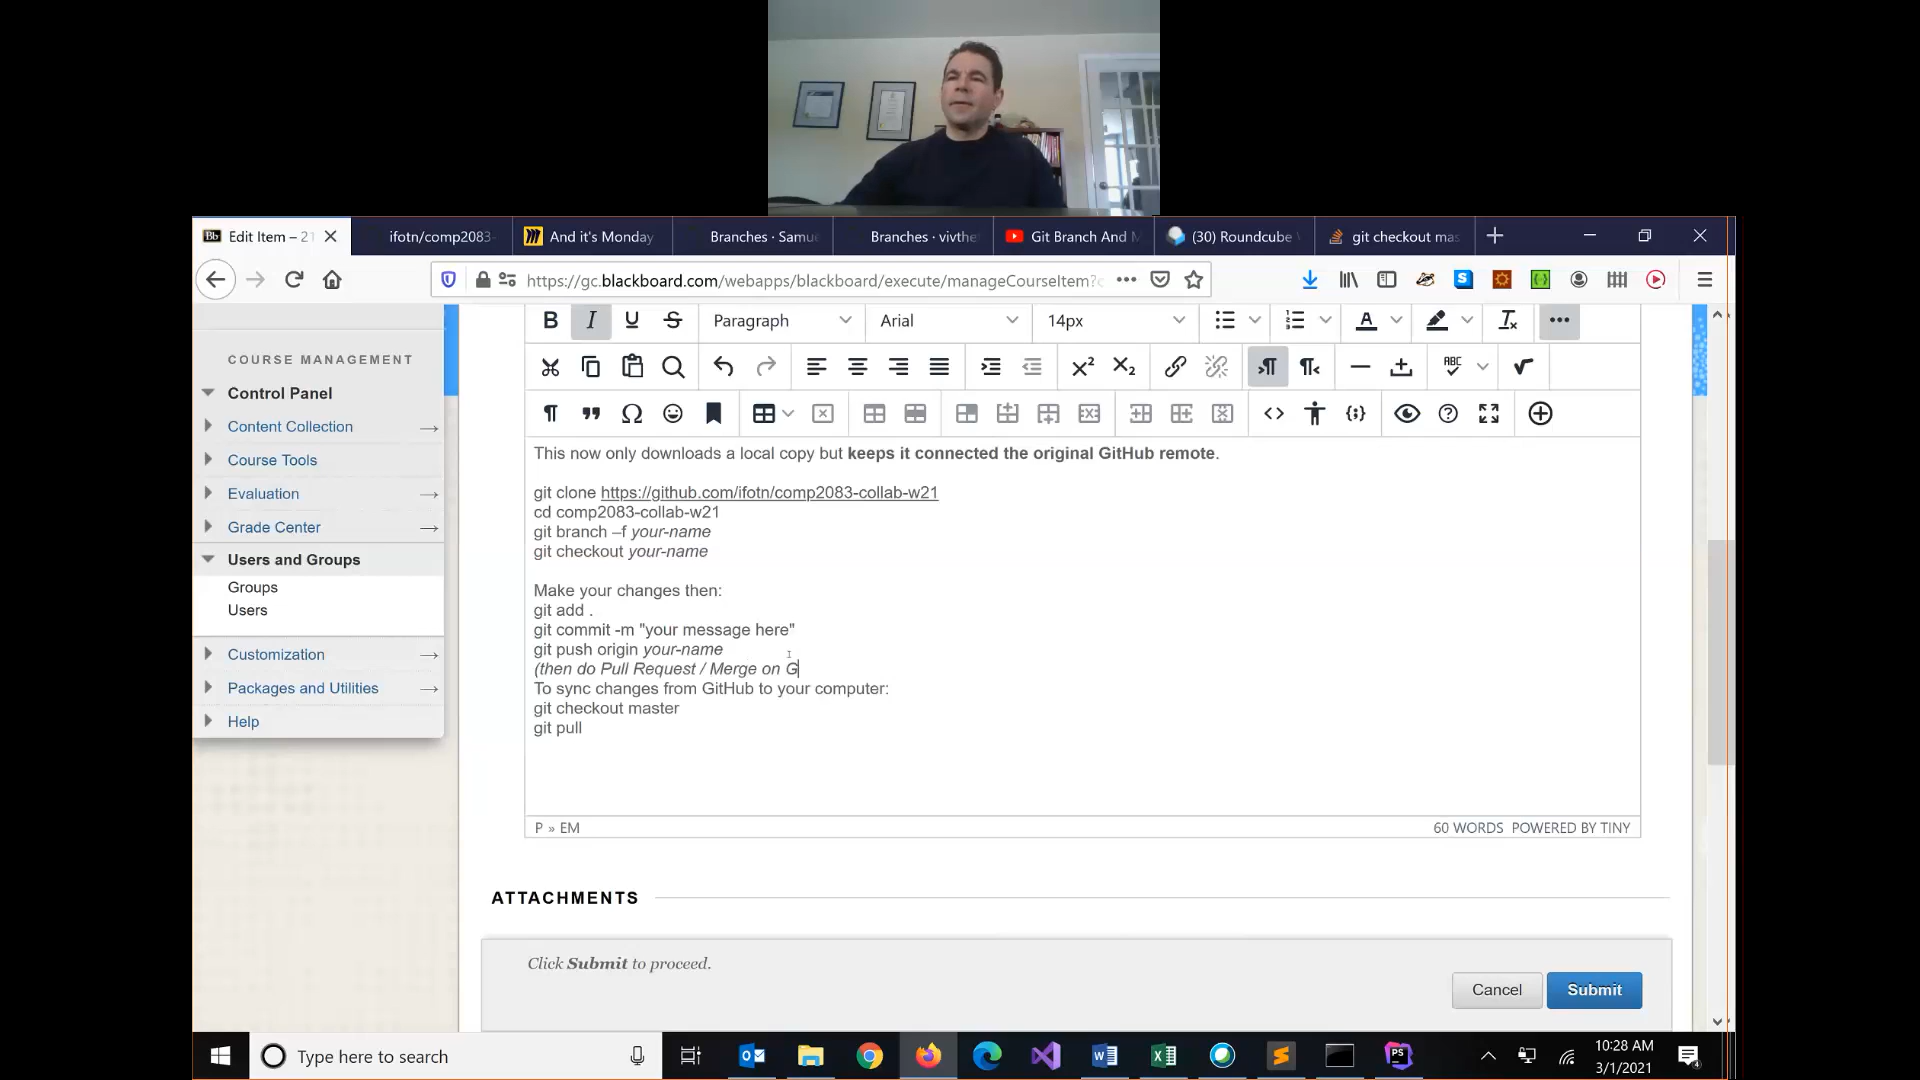 Edit Item – 21
ifotn/comp2083-
And it's Monday
Branches · Samue
Branches · vivthe
Git Branch And M
(30) Roundcube
git checkout mas
https://gc.blackboard.com/webapps/blackboard/execute/manageCourseItem?c
COURSE MANAGEMENT
Control Panel
Content Collection
Course Tools
Evaluation
Grade Center
Users and Groups
Groups
Users
Customization
Packages and Utilities
Help
B I U S Paragraph Arial 14px
This now only downloads a local copy but keeps it connected the original GitHub remote.
git clone https://github.com/ifotn/comp2083-collab-w21
cd comp2083-collab-w21
git branch –f your-name
git checkout your-name
Make your changes then:
git add .
git commit -m "your message here"
git push origin your-name
(then do Pull Request / Merge on G
To sync changes from GitHub to your computer:
git checkout master
git pull
P » EM
60 WORDS POWERED BY TINY
ATTACHMENTS
Click Submit to proceed.
Cancel
Submit
Type here to search
10:28 AM
3/1/2021